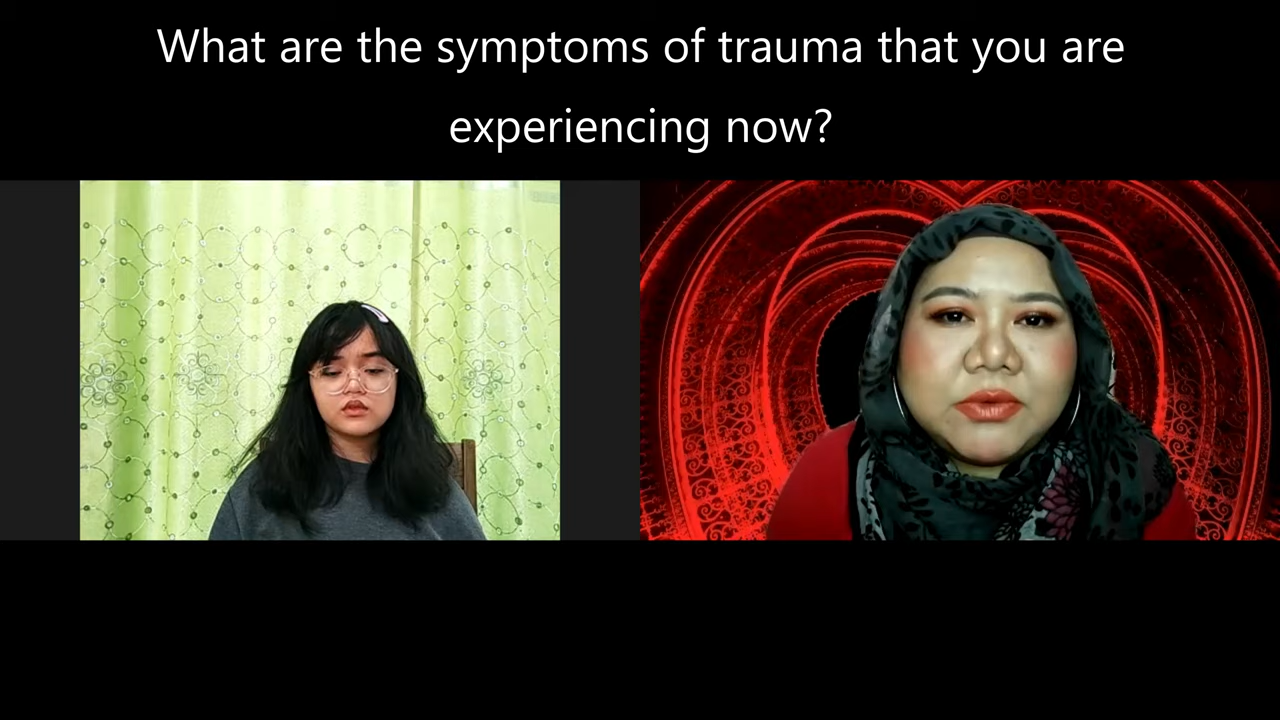 What are the symptoms of trauma that you are
experiencing now?